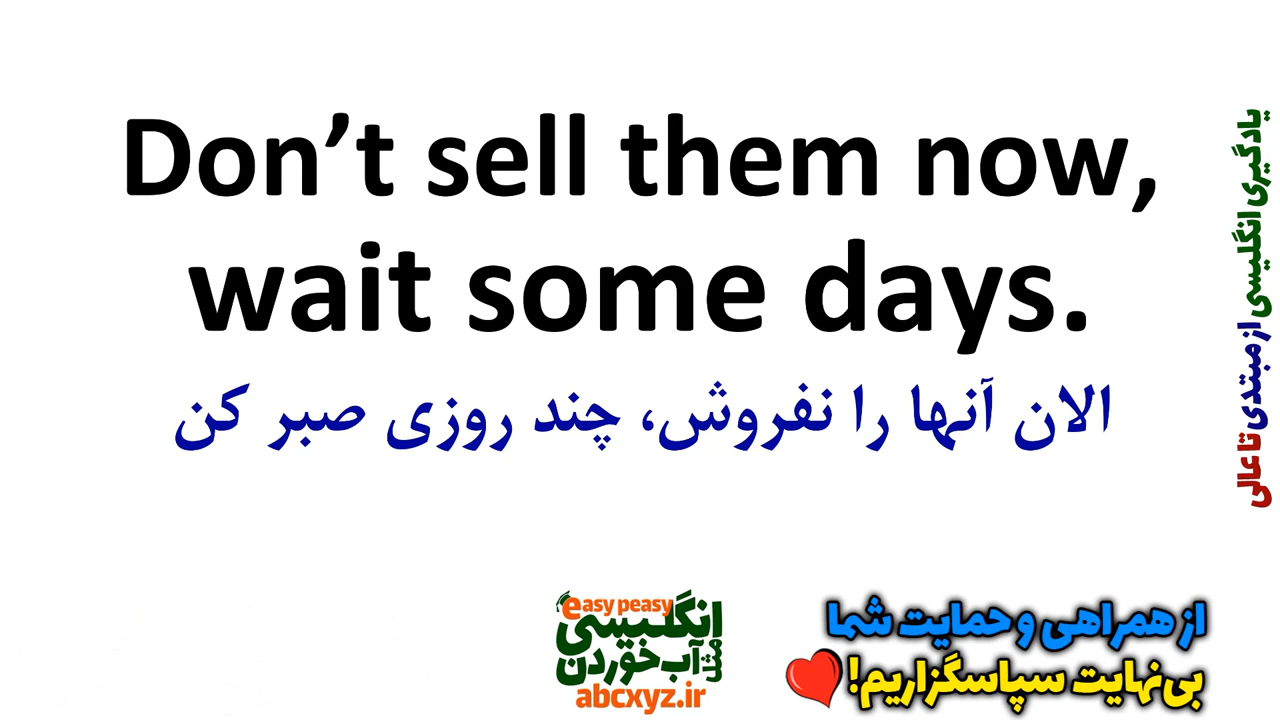 Don’t sell them now,
wait some days.
الان آنها را نفروش، چند روزی صبر کن
یادگیری انگلیسی از مبتدی تا عالی
easy peasy
انگلیسی
مثل آب خوردن
abcxyz.ir
از همراهی و حمایت شما
بی‌نهایت سپاسگزاریم!